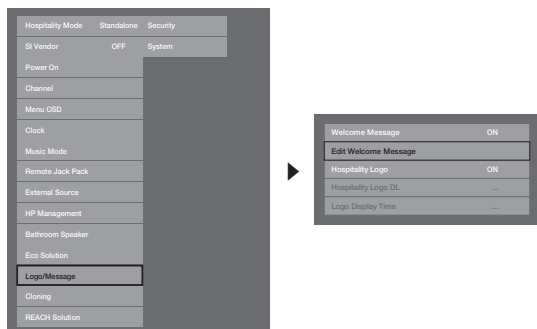 Hospitality Mode Standalone Security
SI Vendor OFF System
Power On
Channel
Menu OSD
Clock
Music Mode
Remote Jack Pack
External Source
HP Management
Bathroom Speaker
Eco Solution
Logo/Message
Cloning
REACH Solution
Welcome Message ON
Edit Welcome Message
Hospitality Logo ON
Hospitality Logo DL ...
Logo Display Time ...